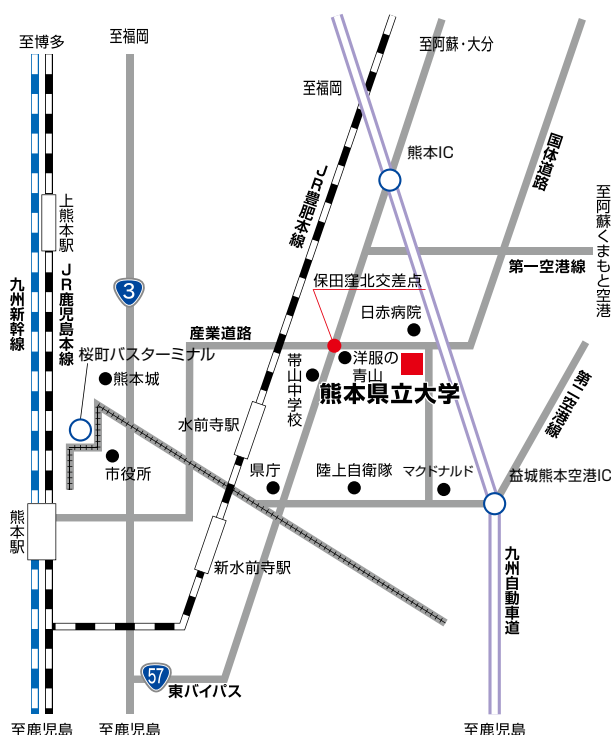 至博多
至福岡
至阿蘇・大分
至福岡
熊本IC
国体道路
至阿蘇くまもと空港
上熊本駅
JR豊肥本線
第一空港線
九州新幹線
JR鹿児島本線
3
保田窪北交差点
日赤病院
産業道路
桜町バスターミナル
洋服の
青山
帯山中学校
熊本県立大学
熊本城
第二空港線
水前寺駅
市役所
県庁
陸上自衛隊
マクドナルド
益城熊本空港IC
熊本駅
新水前寺駅
九州自動車道
57
東バイパス
至鹿児島
至鹿児島
至鹿児島